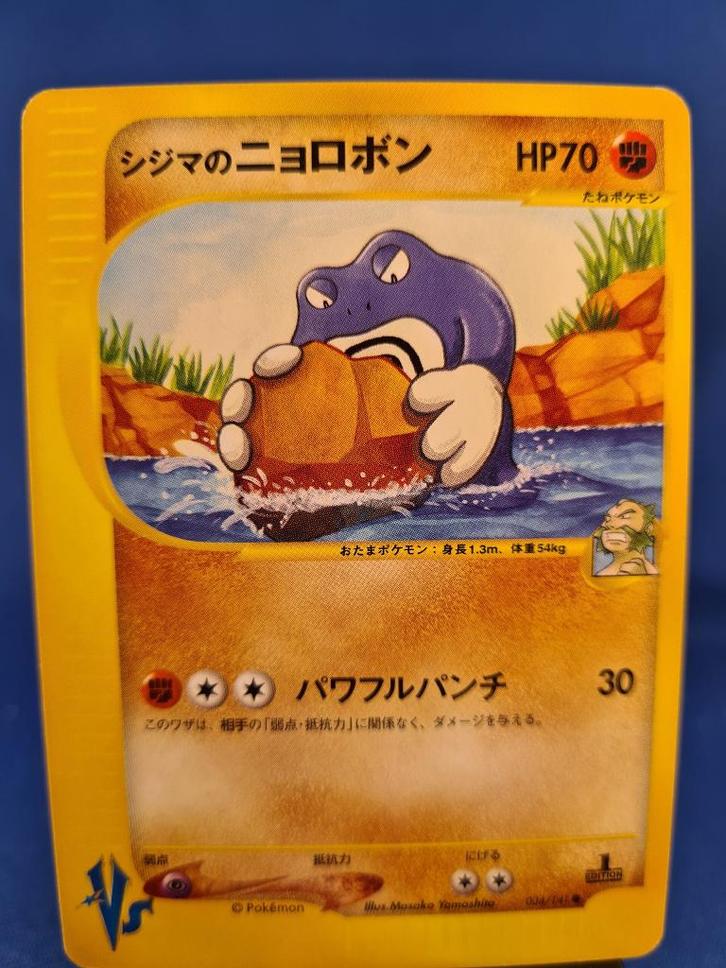 シジマのニョロボン HP70
たねポケモン
おたまポケモン：身長1.3m、体重54kg
パワフルパンチ 30
このワザは、相手の「弱点・抵抗力」に関係なく、ダメージを与える。
弱点 抵抗力 にげる
1
EDITION
VS
© Pokémon Illus. Masako Yamashita